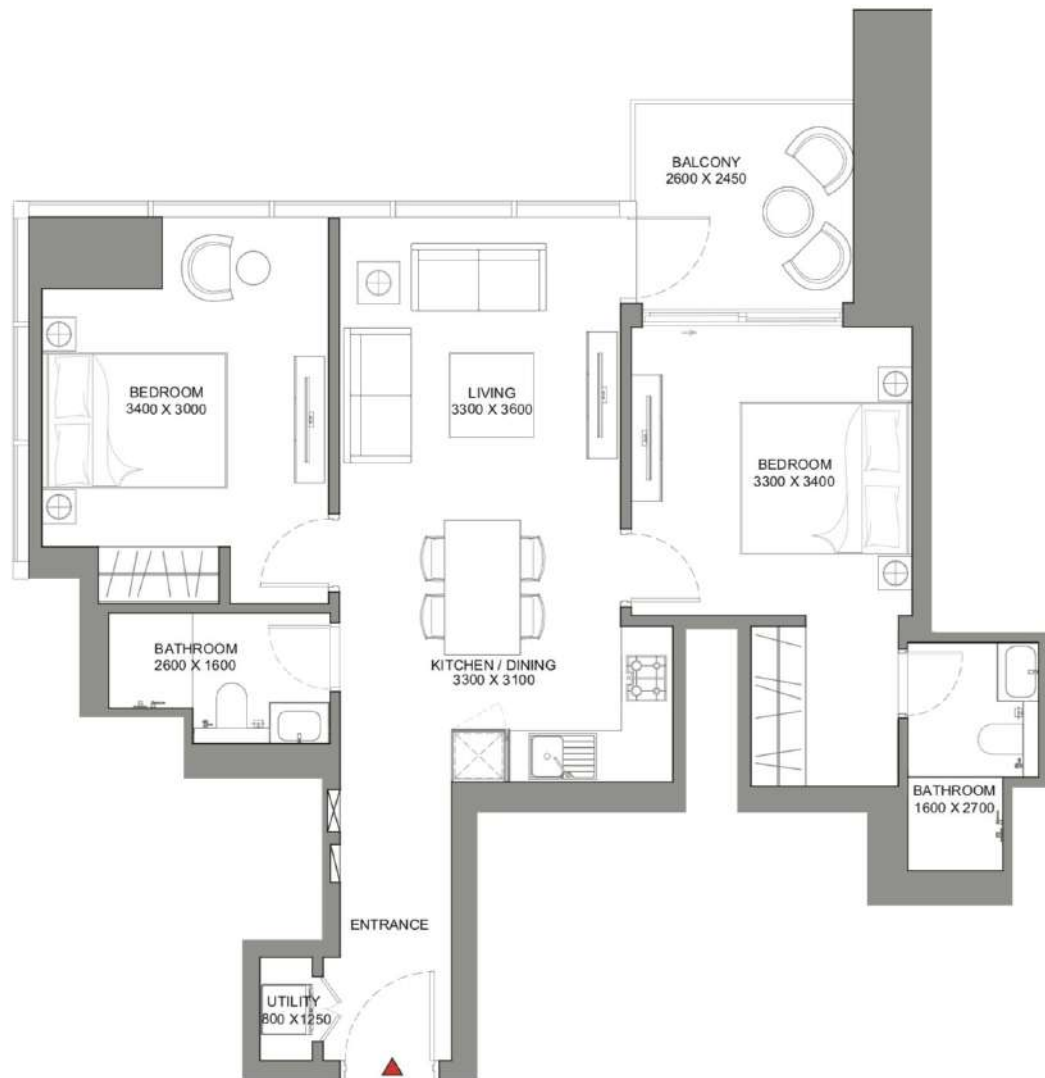 BALCONY
2600 X 2450
BEDROOM
3400 X 3000
LIVING
3300 X 3600
BEDROOM
3300 X 3400
BATHROOM
2600 X 1600
KITCHEN / DINING
3300 X 3100
BATHROOM
1600 X 2700
ENTRANCE
UTILITY
800 X 1250